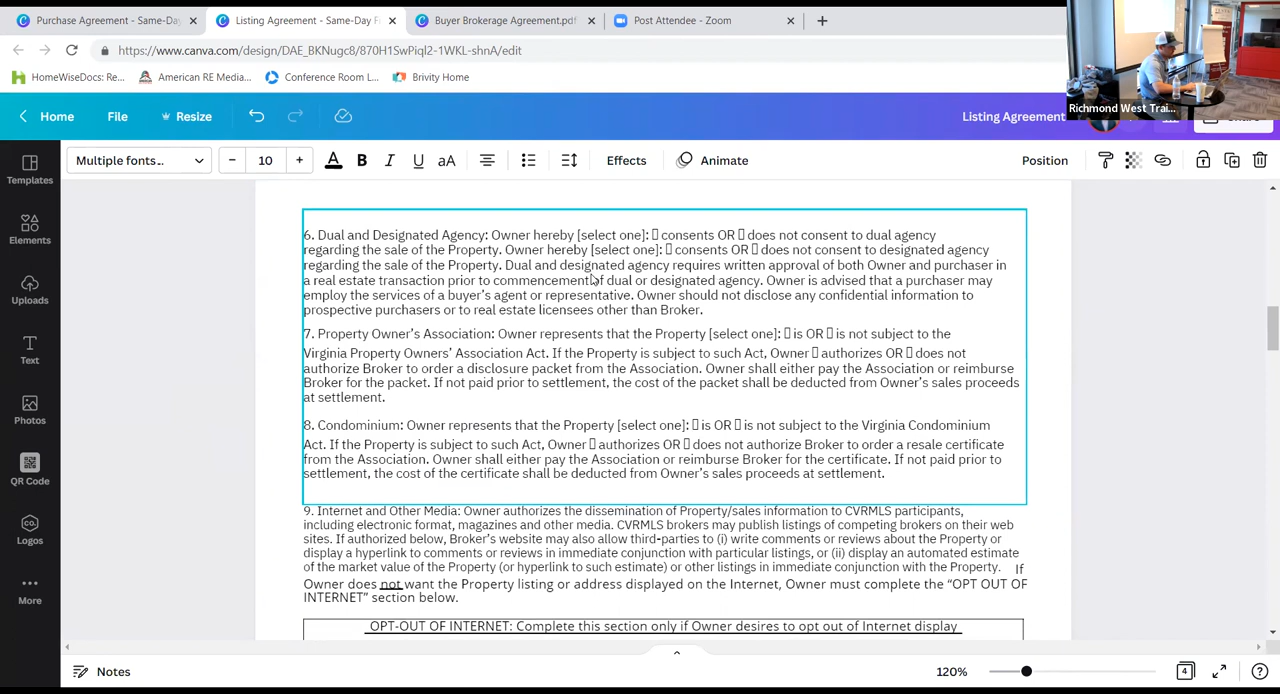 Purchase Agreement - Same-Day
Listing Agreement - Same-Day F
Buyer Brokerage Agreement.pdf
Post Attendee - Zoom
https://www.canva.com/design/DAE_BKNugc8/870H1SwPiqI2-1WKL-shnA/edit
HomeWiseDocs: Re...
American RE Media...
Conference Room L...
Brivity Home
Richmond West Trai...
Home
File
Resize
Listing Agreement
Multiple fonts...
10
A
B
I
U
aA
Effects
Animate
Position
Templates
Elements
Uploads
Text
Photos
QR Code
Logos
More
6. Dual and Designated Agency: Owner hereby [select one]: ▯ consents OR ▯ does not consent to dual agency
regarding the sale of the Property. Owner hereby [select one]: ▯ consents OR ▯ does not consent to designated agency
regarding the sale of the Property. Dual and designated agency requires written approval of both Owner and purchaser in
a real estate transaction prior to commencement of dual or designated agency. Owner is advised that a purchaser may
employ the services of a buyer's agent or representative. Owner should not disclose any confidential information to
prospective purchasers or to real estate licensees other than Broker.
7. Property Owner's Association: Owner represents that the Property [select one]: ▯ is OR ▯ is not subject to the
Virginia Property Owners' Association Act. If the Property is subject to such Act, Owner ▯ authorizes OR ▯ does not
authorize Broker to order a disclosure packet from the Association. Owner shall either pay the Association or reimburse
Broker for the packet. If not paid prior to settlement, the cost of the packet shall be deducted from Owner's sales proceeds
at settlement.
8. Condominium: Owner represents that the Property [select one]: ▯ is OR ▯ is not subject to the Virginia Condominium
Act. If the Property is subject to such Act, Owner ▯ authorizes OR ▯ does not authorize Broker to order a resale certificate
from the Association. Owner shall either pay the Association or reimburse Broker for the certificate. If not paid prior to
settlement, the cost of the certificate shall be deducted from Owner's sales proceeds at settlement.
9. Internet and Other Media: Owner authorizes the dissemination of Property/sales information to CVRMLS participants,
including electronic format, magazines and other media. CVRMLS brokers may publish listings of competing brokers on their web
sites. If authorized below, Broker's website may also allow third-parties to (i) write comments or reviews about the Property or
display a hyperlink to comments or reviews in immediate conjunction with particular listings, or (ii) display an automated estimate
of the market value of the Property (or hyperlink to such estimate) or other listings in immediate conjunction with the Property. If
Owner does not want the Property listing or address displayed on the Internet, Owner must complete the "OPT OUT OF
INTERNET" section below.
OPT-OUT OF INTERNET: Complete this section only if Owner desires to opt out of Internet display
Notes
120%
4